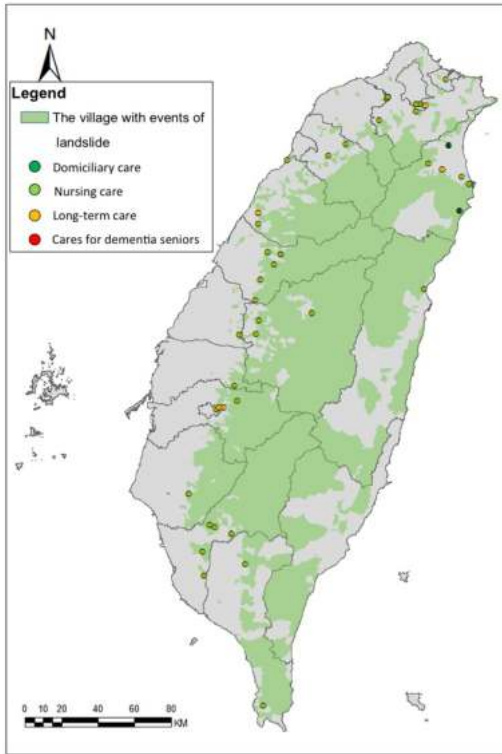 N
Legend
The village with events of
landslide
Domiciliary care
Nursing care
Long-term care
Cares for dementia seniors
0 10 20 40 60 80
KM